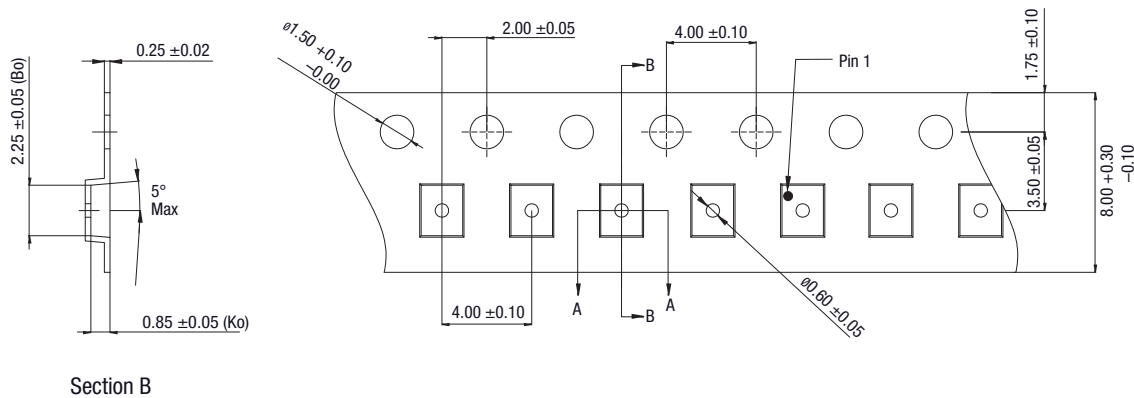 0.25 ±0.02
2.25 ±0.05 (Bo)
5°
Max
0.85 ±0.05 (Ko)
Section B
ø1.50 +0.10
–0.00
2.00 ±0.05
B
4.00 ±0.10
Pin 1
1.75 ±0.10
3.50 ±0.05
8.00 +0.30
–0.10
A
A
4.00 ±0.10
B
ø0.60 ±0.05